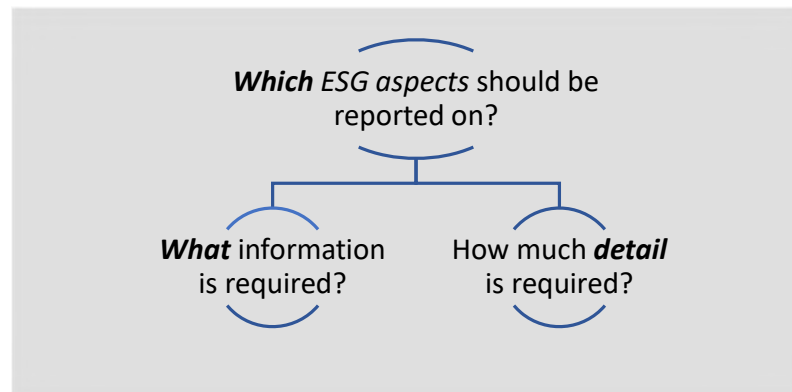 Which ESG aspects should be
reported on?
What information
is required?
How much detail
is required?